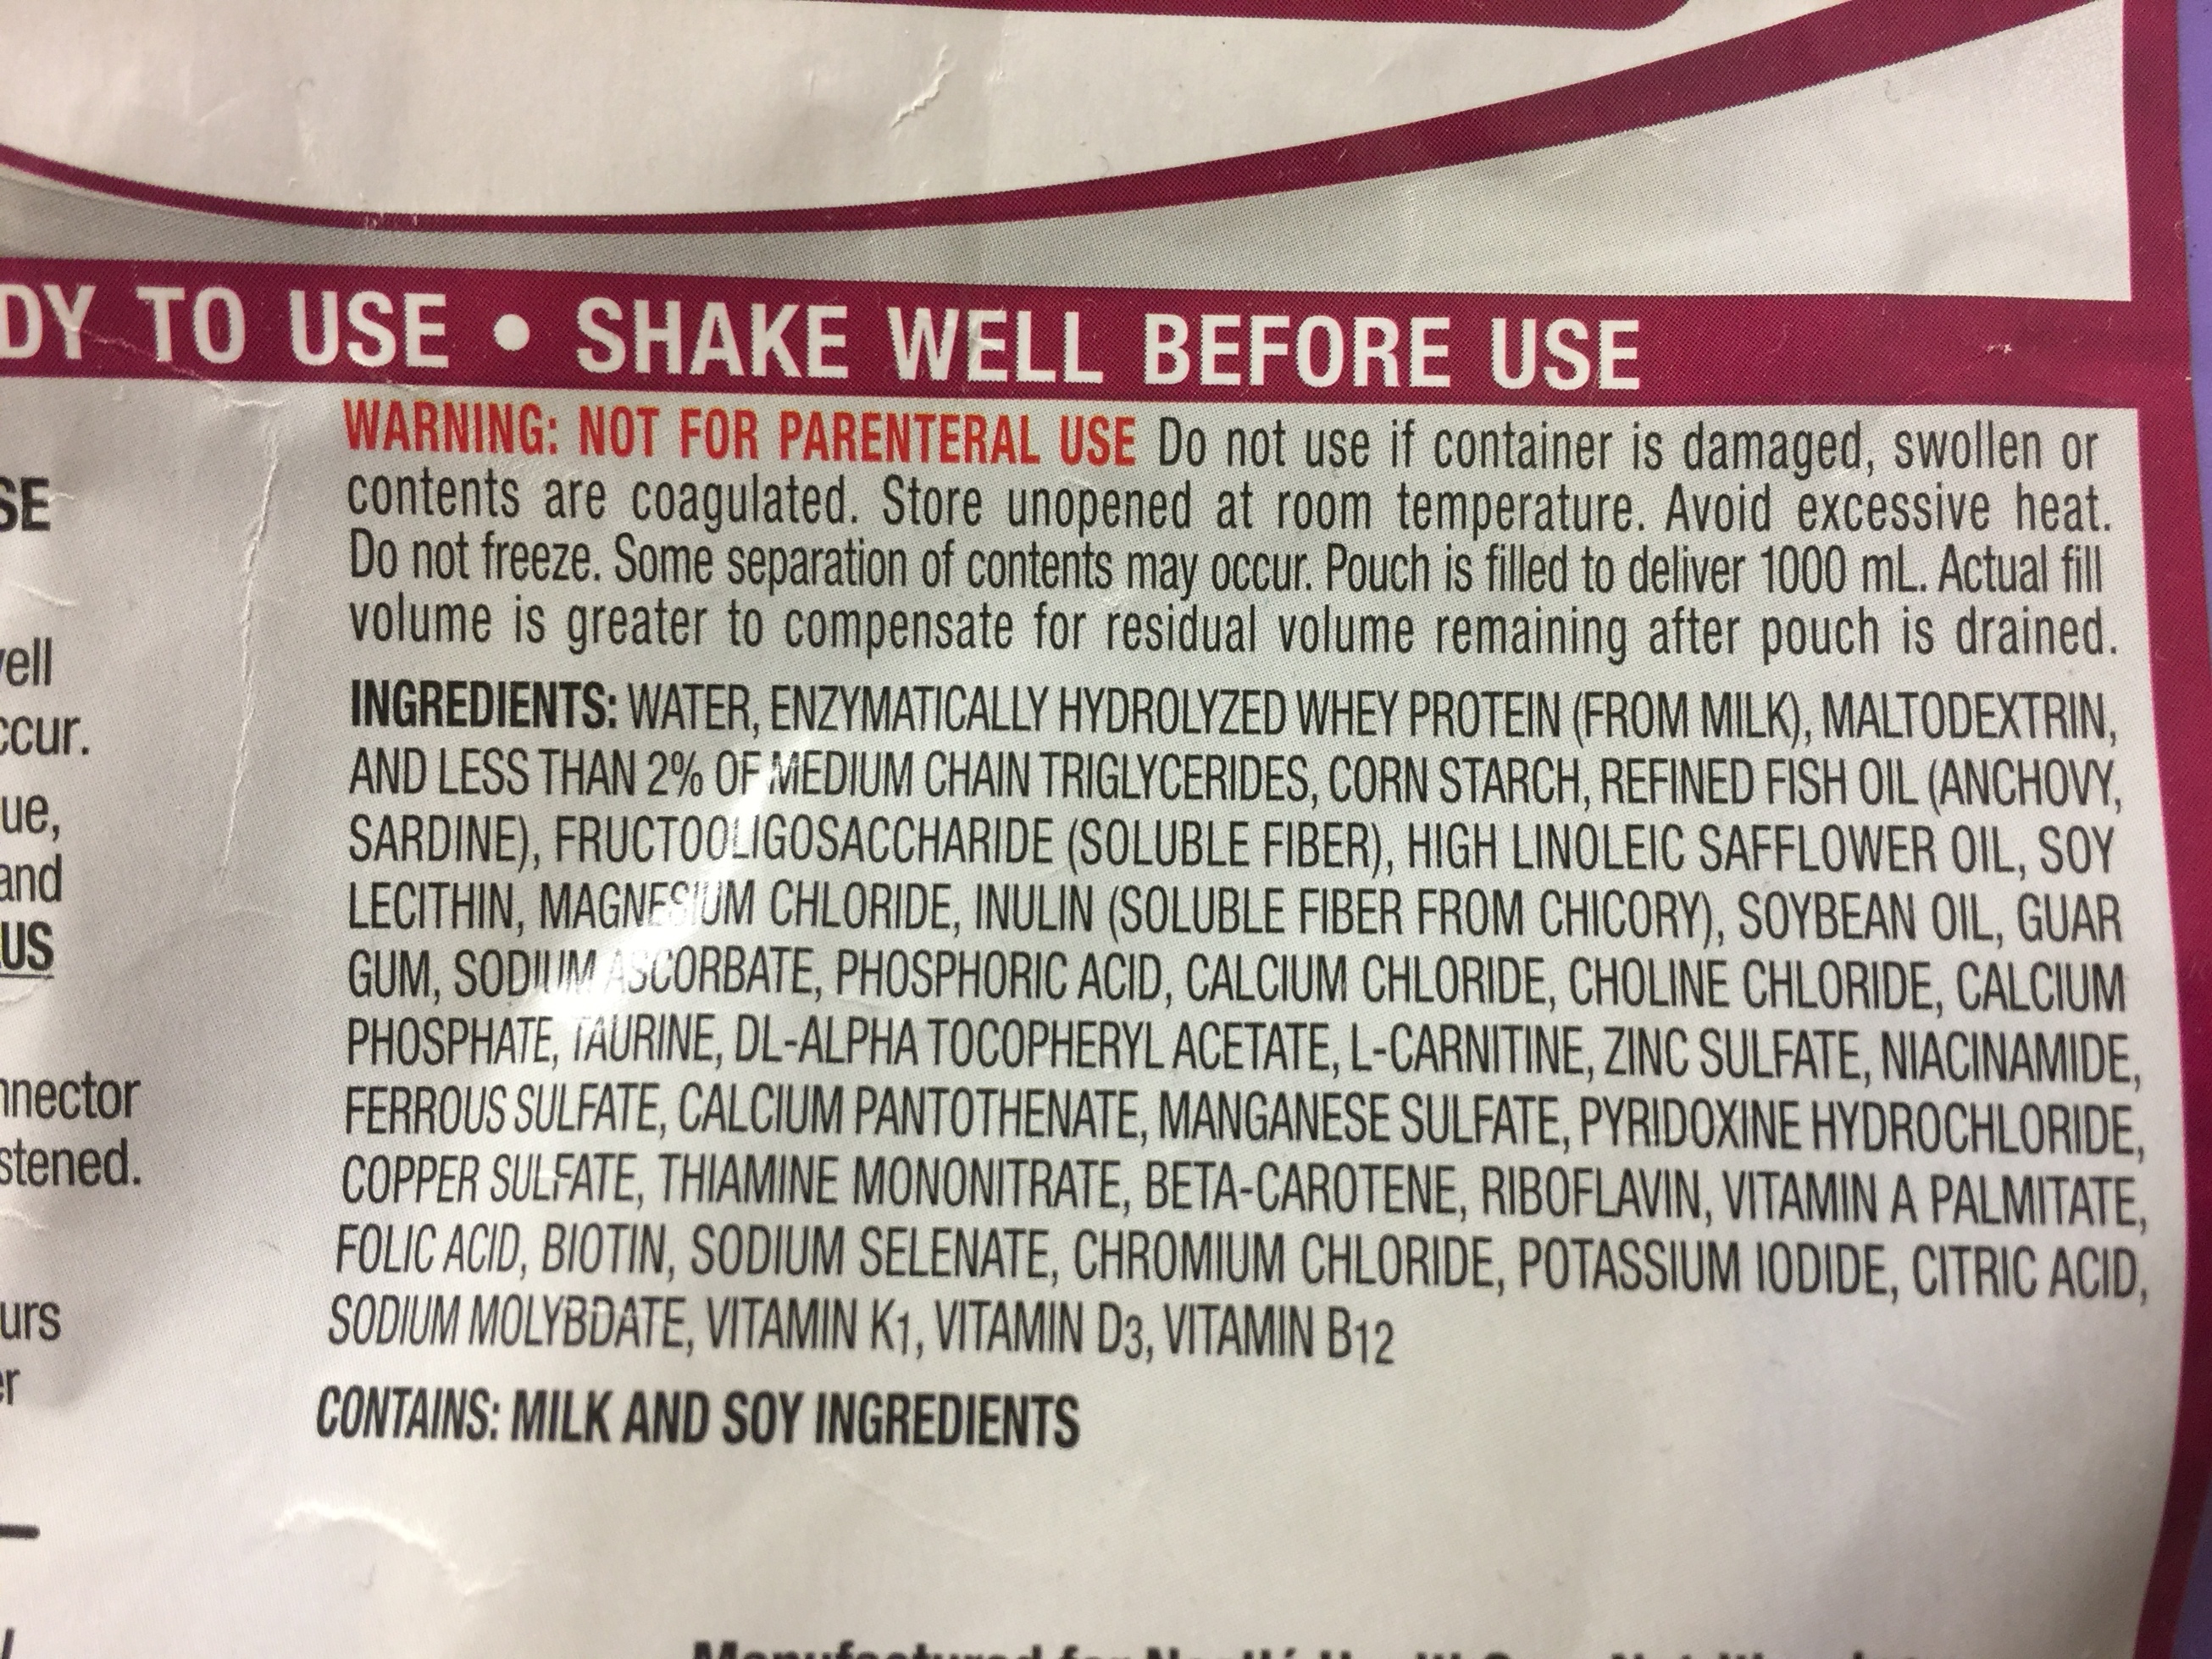 DY TO USE • SHAKE WELL BEFORE USE
WARNING: NOT FOR PARENTERAL USE Do not use if container is damaged, swollen or
contents are coagulated. Store unopened at room temperature. Avoid excessive heat.
Do not freeze. Some separation of contents may occur. Pouch is filled to deliver 1000 mL. Actual fill
volume is greater to compensate for residual volume remaining after pouch is drained.
INGREDIENTS: WATER, ENZYMATICALLY HYDROLYZED WHEY PROTEIN (FROM MILK), MALTODEXTRIN,
AND LESS THAN 2% OF MEDIUM CHAIN TRIGLYCERIDES, CORN STARCH, REFINED FISH OIL (ANCHOVY,
SARDINE), FRUCTOOLIGOSACCHARIDE (SOLUBLE FIBER), HIGH LINOLEIC SAFFLOWER OIL, SOY
LECITHIN, MAGNESIUM CHLORIDE, INULIN (SOLUBLE FIBER FROM CHICORY), SOYBEAN OIL, GUAR
GUM, SODIUM ASCORBATE, PHOSPHORIC ACID, CALCIUM CHLORIDE, CHOLINE CHLORIDE, CALCIUM
PHOSPHATE, TAURINE, DL-ALPHA TOCOPHERYL ACETATE, L-CARNITINE, ZINC SULFATE, NIACINAMIDE,
FERROUS SULFATE, CALCIUM PANTOTHENATE, MANGANESE SULFATE, PYRIDOXINE HYDROCHLORIDE,
COPPER SULFATE, THIAMINE MONONITRATE, BETA-CAROTENE, RIBOFLAVIN, VITAMIN A PALMITATE,
FOLIC ACID, BIOTIN, SODIUM SELENATE, CHROMIUM CHLORIDE, POTASSIUM IODIDE, CITRIC ACID,
SODIUM MOLYBDATE, VITAMIN K1, VITAMIN D3, VITAMIN B12
CONTAINS: MILK AND SOY INGREDIENTS
SE
ell
ccur.
ue,
and
US
nnector
stened.
urs
er
Manufactured for Nestlé